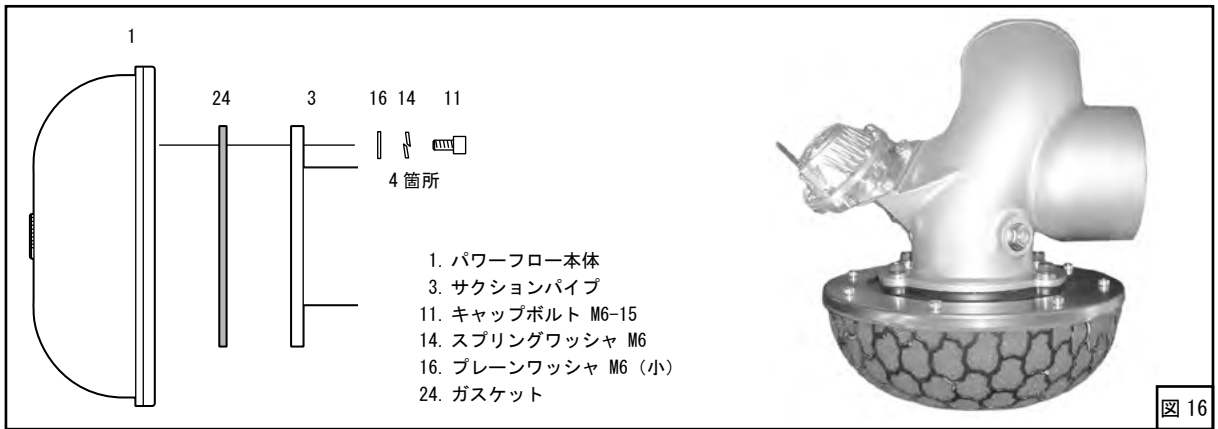 1
24
3
16 14 11
4箇所
1. パワーフロー本体
3. サクションパイプ
11. キャップボルト M6-15
14. スプリングワッシャ M6
16. プレーンワッシャ M6（小）
24. ガスケット
図 16